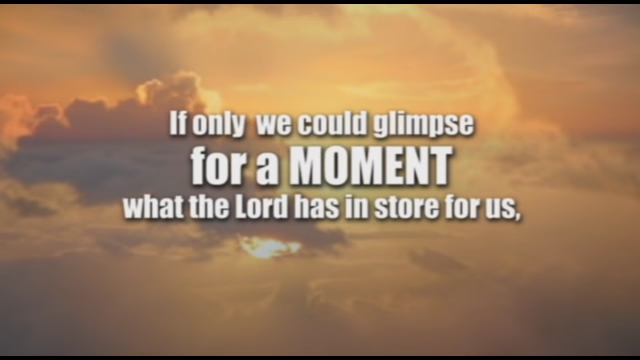 If only we could glimpse
for a MOMENT
what the Lord has in store for us,